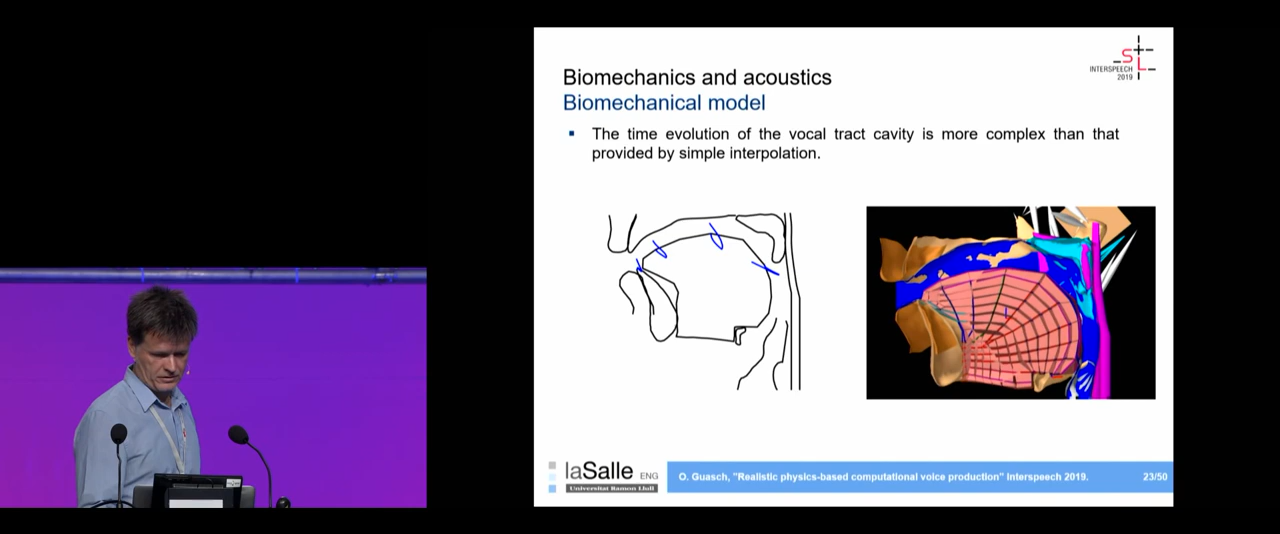 INTERSPEECH
2019
Biomechanics and acoustics
Biomechanical model
The time evolution of the vocal tract cavity is more complex than that
provided by simple interpolation.
laSalle ENG
Universitat Ramon Llull
O. Guasch, "Realistic physics-based computational voice production" Interspeech 2019.
23/50